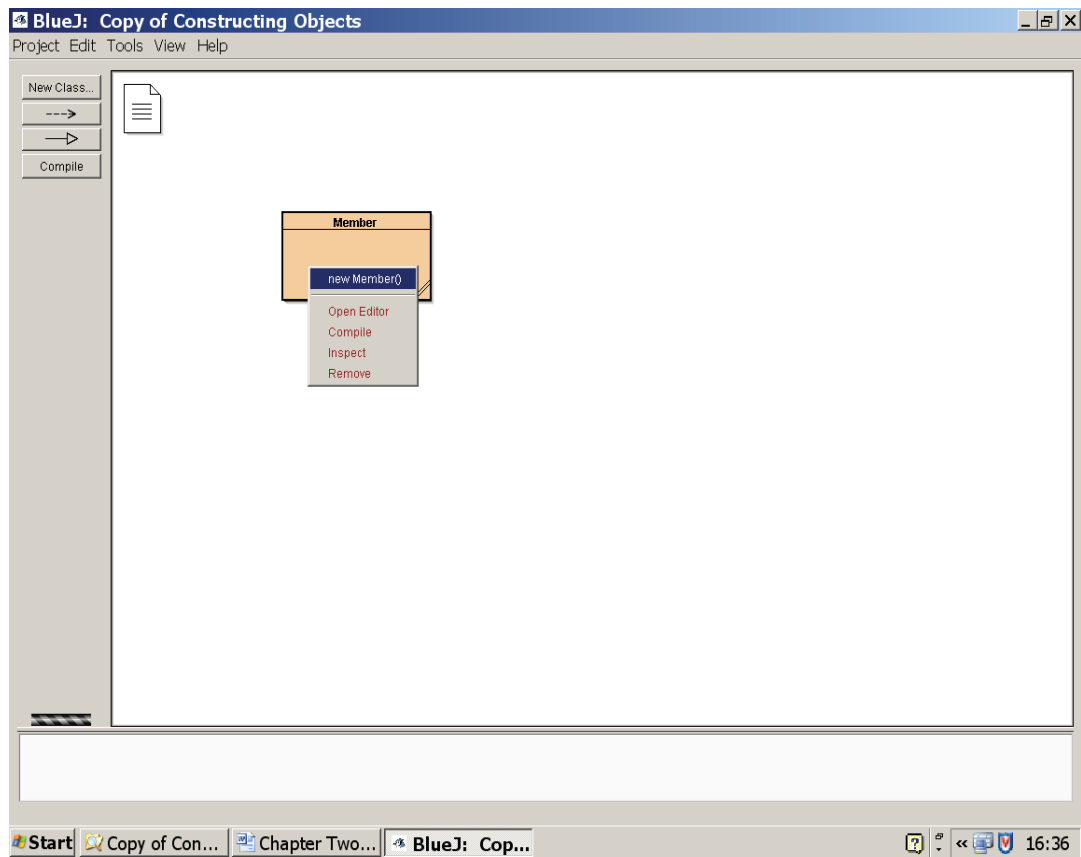 BlueJ: Copy of Constructing Objects
Project Edit Tools View Help
New Class...
Compile
Member
new Member()
Open Editor
Compile
Inspect
Remove
Start Copy of Con... Chapter Two... BlueJ: Cop... « 16:36